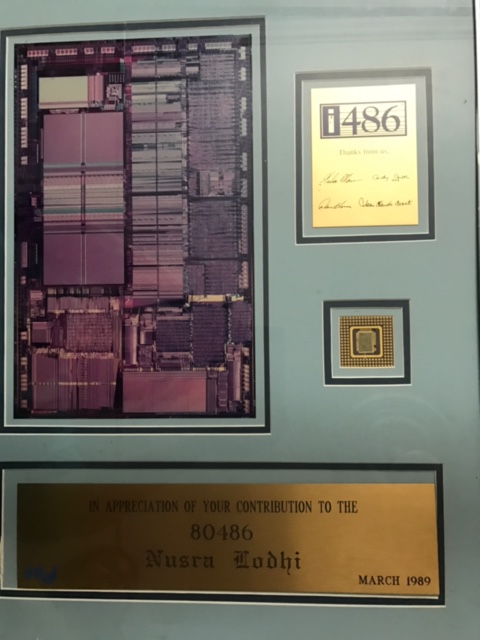 i486
Thanks from us,
IN APPRECIATION OF YOUR CONTRIBUTION TO THE
80486
Nusra Lodhi
MARCH 1989